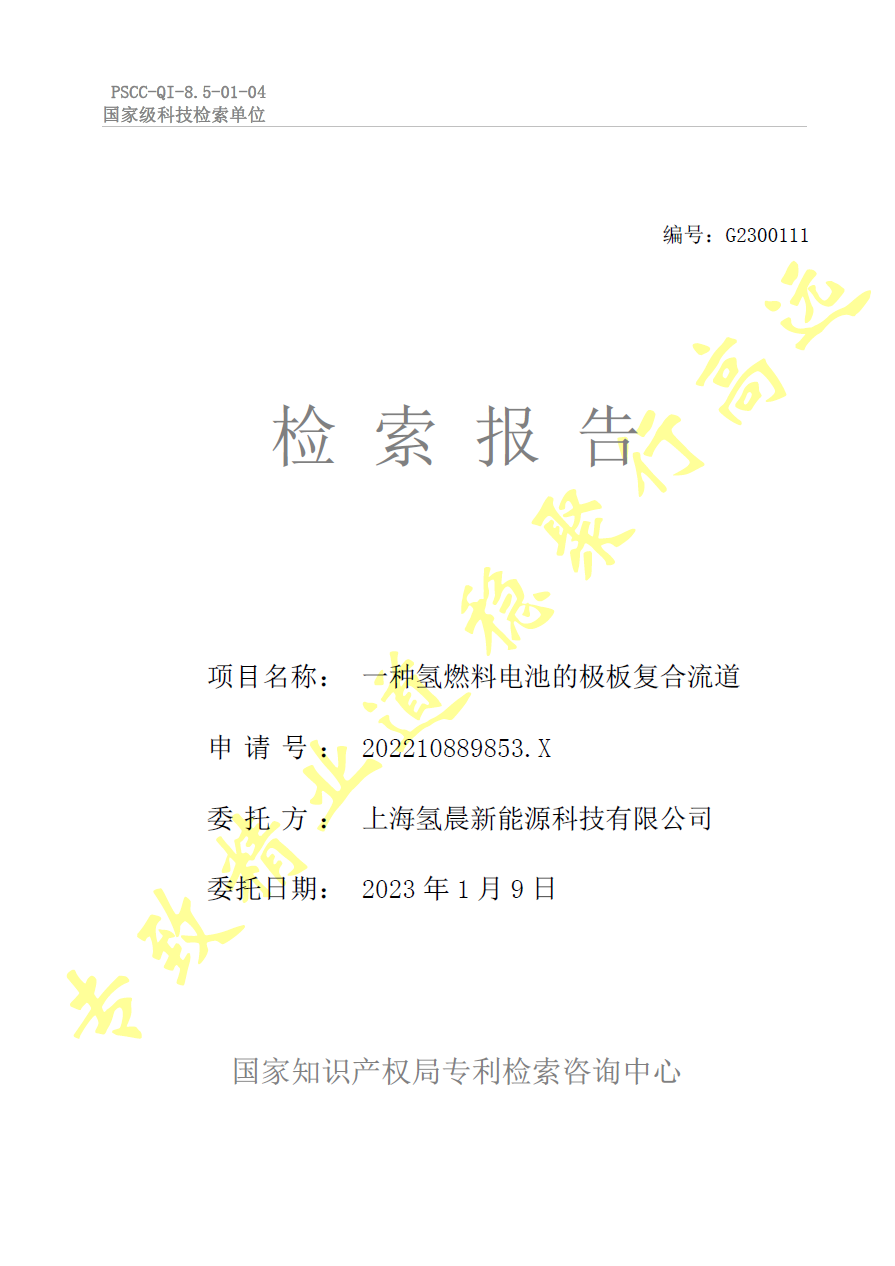 PSCC-QI-8.5-01-04
国家级科技检索单位
编号：G2300111
检 索 报 告
项目名称： 一种氢燃料电池的极板复合流道
申 请 号 ： 202210889853.X
委 托 方 ： 上海氢晨新能源科技有限公司
委托日期： 2023 年 1 月 9 日
国家知识产权局专利检索咨询中心
专致精业道稳聚行高远